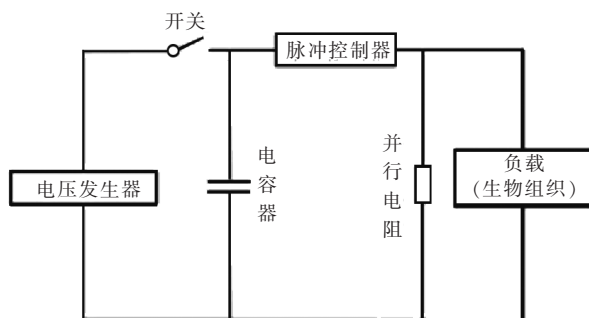 开关
脉冲控制器
电容器
并行电阻
负载
(生物组织)
电压发生器